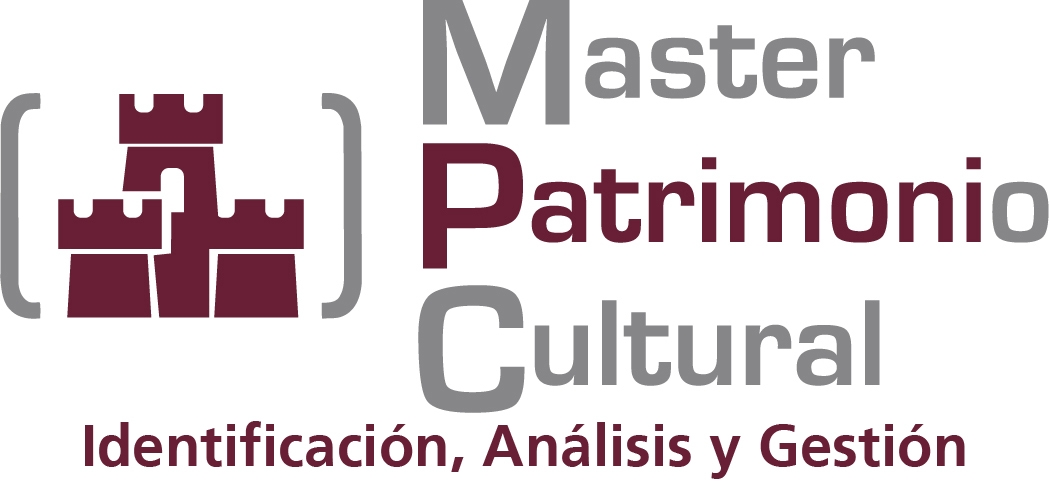 Master
Patrimonio
Cultural
Identificación, Análisis y Gestión